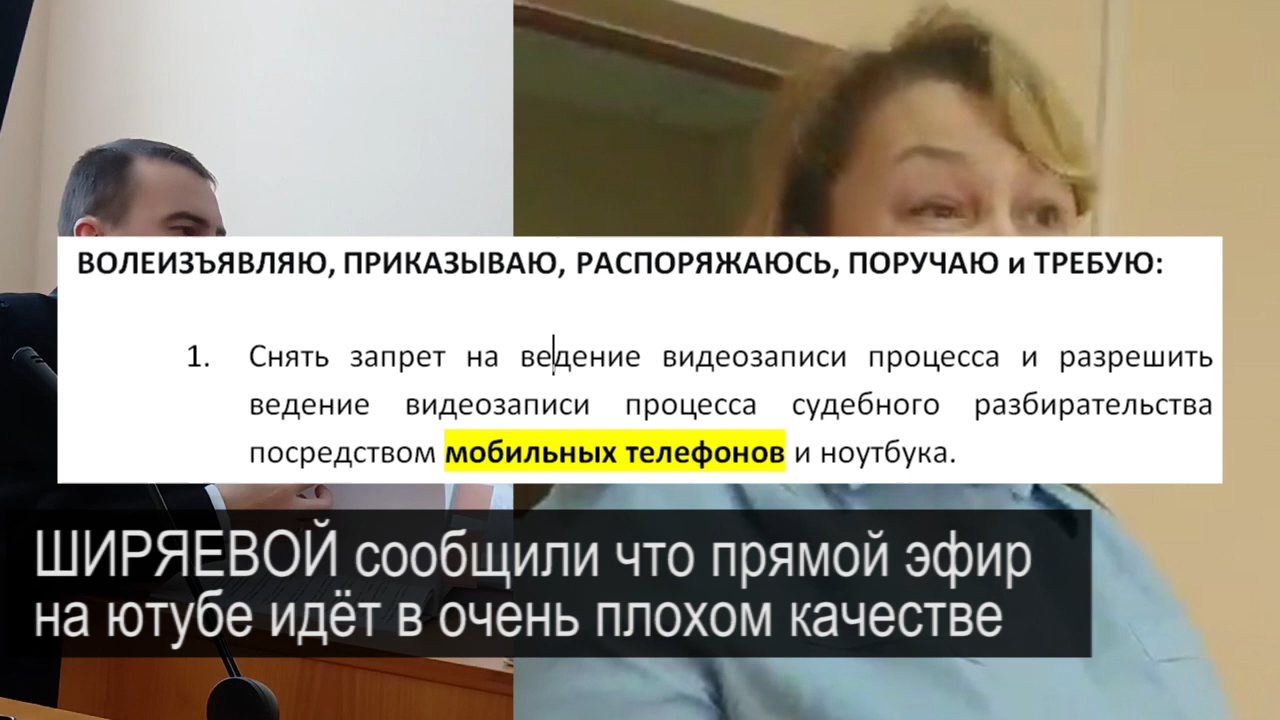 ВОЛЕИЗЪЯВЛЯЮ, ПРИКАЗЫВАЮ, РАСПОРЯЖАЮСЬ, ПОРУЧАЮ и ТРЕБУЮ:
1. Снять запрет на ведение видеозаписи процесса и разрешить
ведение видеозаписи процесса судебного разбирательства
посредством мобильных телефонов и ноутбука.
ШИРЯЕВОЙ сообщили что прямой эфир
на ютубе идёт в очень плохом качестве